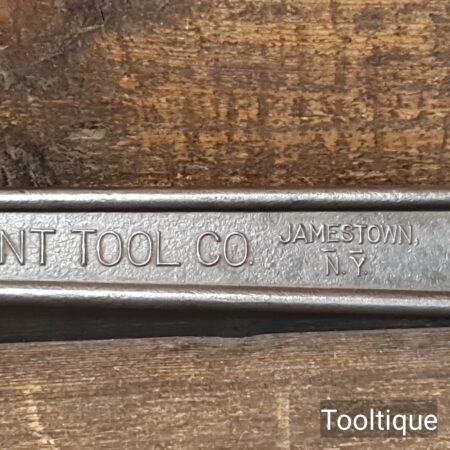 NT TOOL CO.
JAMESTOWN,
N.Y.
Tooltique